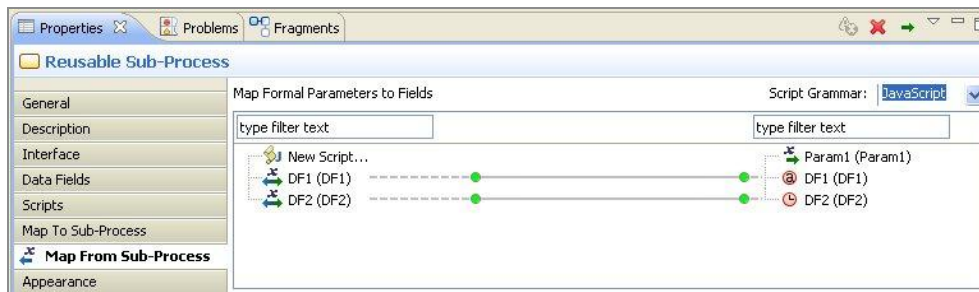 Properties Problems Fragments
Reusable Sub-Process
General
Description
Interface
Data Fields
Scripts
Map To Sub-Process
Map From Sub-Process
Appearance
Map Formal Parameters to Fields Script Grammar: JavaScript
type filter text type filter text
New Script... Param1 (Param1)
DF1 (DF1) DF1 (DF1)
DF2 (DF2) DF2 (DF2)